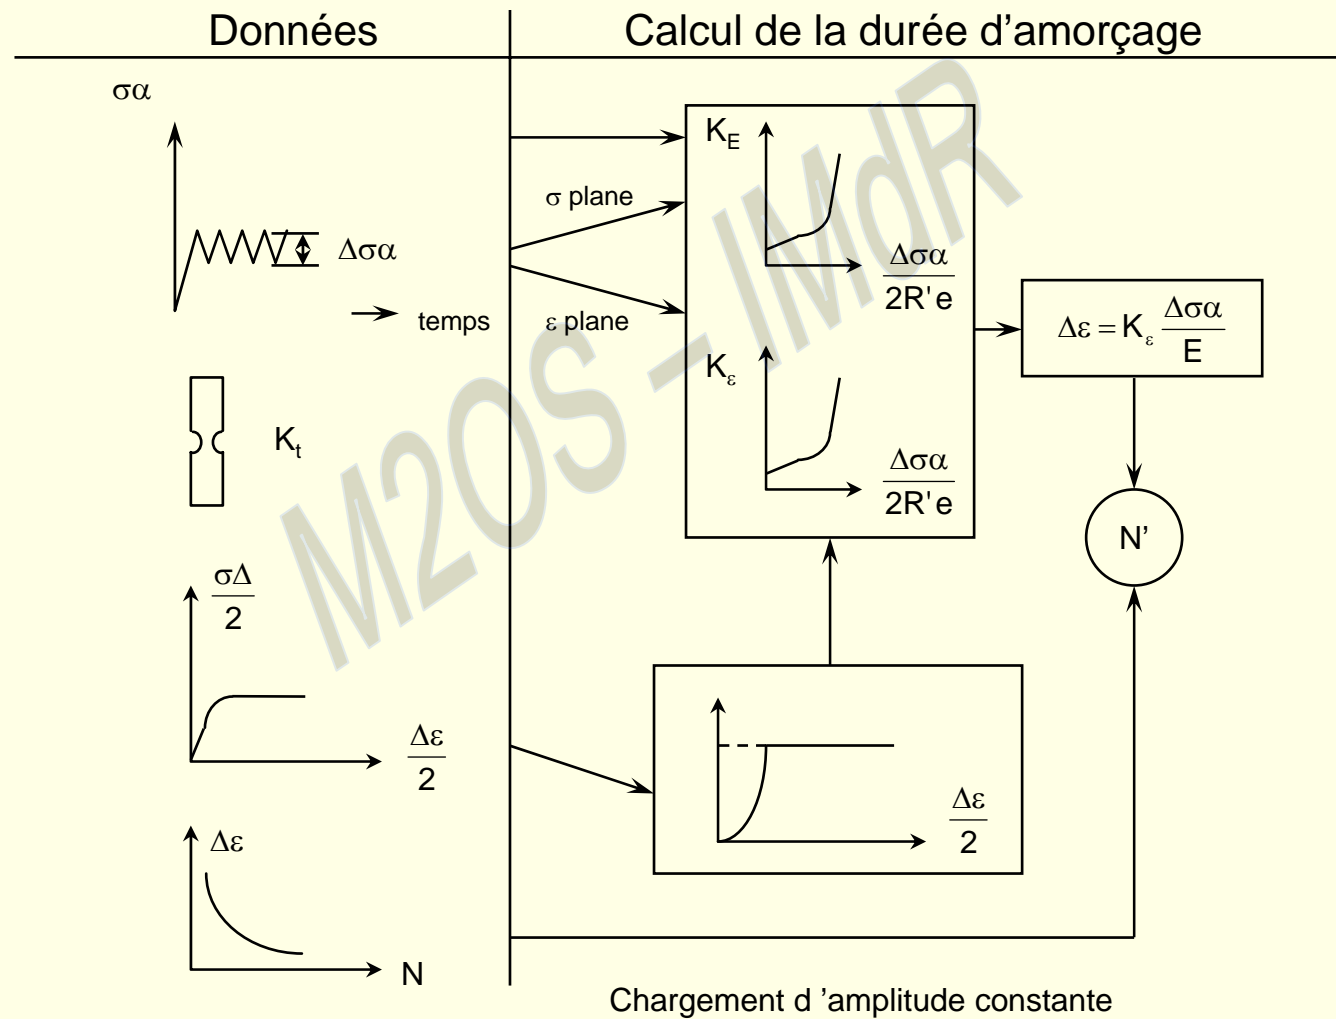 Données
Calcul de la durée d'amorçage
σα
Δσα
temps
K_t
σΔ
2
Δε
2
Δε
N
σ plane
ε plane
K_E
Δσα
2R'e
K_ε
Δσα
2R'e
Δε = K_ε Δσα
E
N'
Δε
2
Chargement d 'amplitude constante
M2OS – IMdR